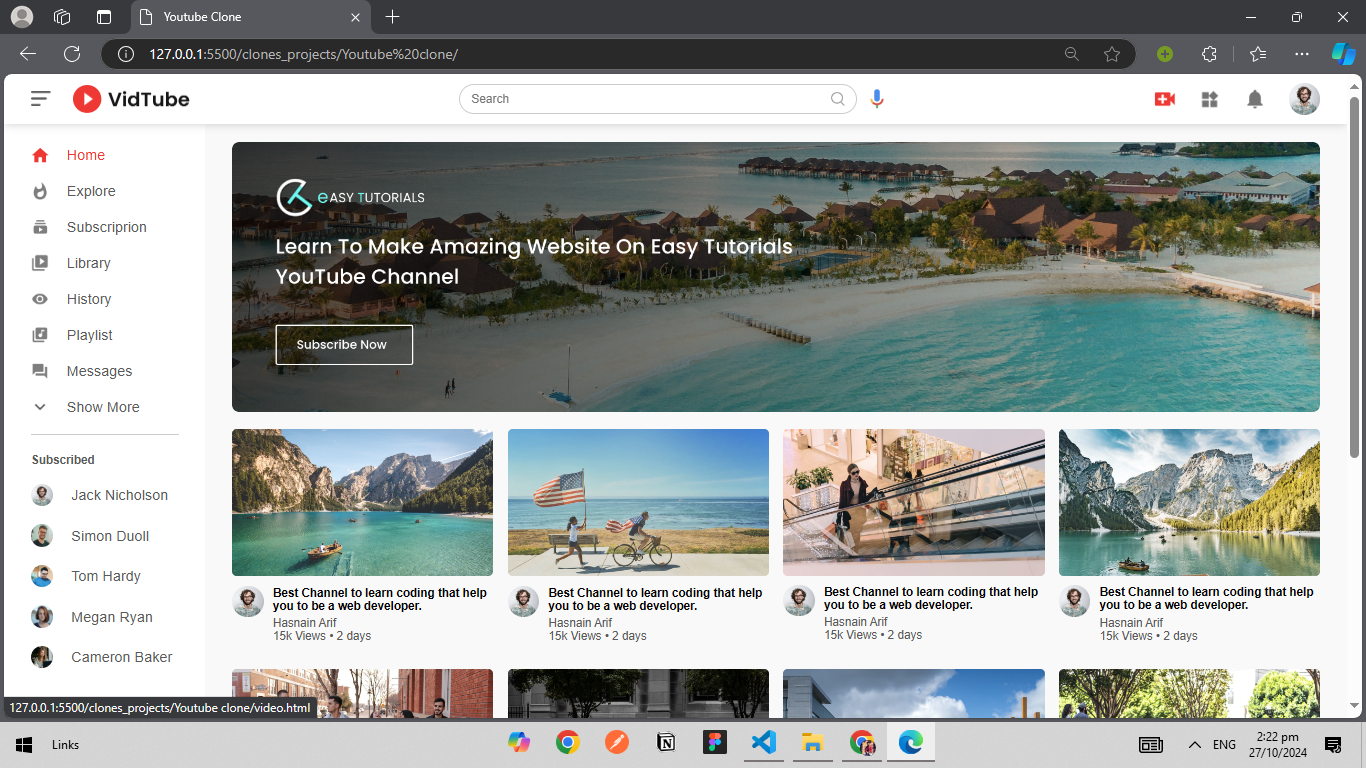 Youtube Clone
127.0.0.1:5500/clones_projects/Youtube%20clone/
VidTube
Search
Home
Explore
Subscriprion
Library
History
Playlist
Messages
Show More
Subscribed
Jack Nicholson
Simon Duoll
Tom Hardy
Megan Ryan
Cameron Baker
eASY TUTORIALS
Learn To Make Amazing Website On Easy Tutorials
YouTube Channel
Subscribe Now
Best Channel to learn coding that help
you to be a web developer.
Hasnain Arif
15k Views • 2 days
Best Channel to learn coding that help
you to be a web developer.
Hasnain Arif
15k Views • 2 days
Best Channel to learn coding that help
you to be a web developer.
Hasnain Arif
15k Views • 2 days
Best Channel to learn coding that help
you to be a web developer.
Hasnain Arif
15k Views • 2 days
127.0.0.1:5500/clones_projects/Youtube clone/video.html
Links
ENG
2:22 pm
27/10/2024